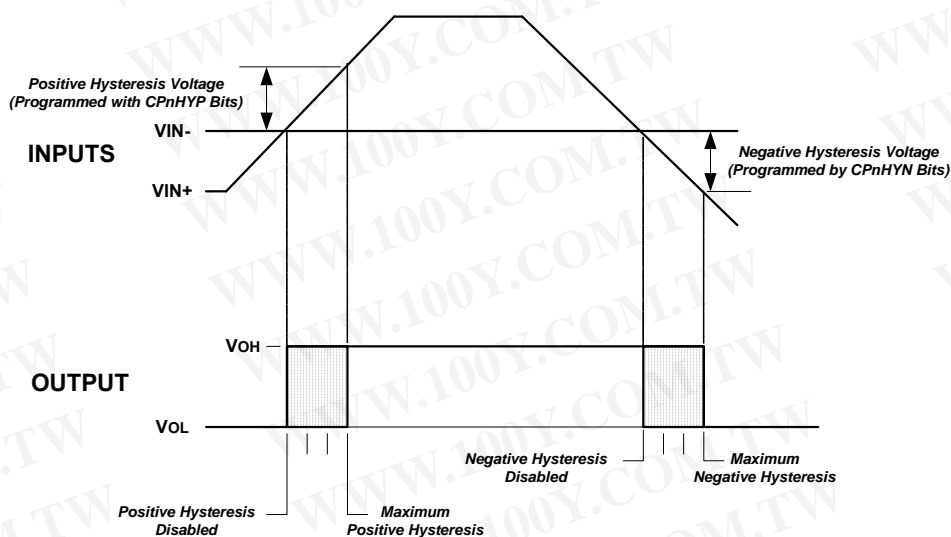 WWW.100Y.COM.TW
Positive Hysteresis Voltage
(Programmed with CPnHYP Bits)
VIN-
INPUTS
Negative Hysteresis Voltage
(Programmed by CPnHYN Bits)
VIN+
VOH
OUTPUT
VOL
Negative Hysteresis
Disabled
Maximum
Negative Hysteresis
Positive Hysteresis
Disabled
Maximum
Positive Hysteresis